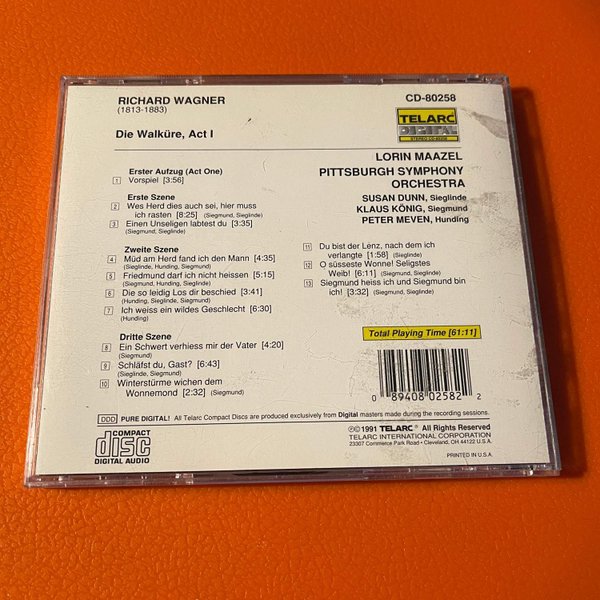 RICHARD WAGNER
(1813-1883)
Die Walküre, Act I
CD-80258
TELARC
DIGITAL
STEREO CD-80258
LORIN MAAZEL
PITTSBURGH SYMPHONY
ORCHESTRA
SUSAN DUNN, Sieglinde
KLAUS KÖNIG, Siegmund
PETER MEVEN, Hunding
Erster Aufzug (Act One)
1 Vorspiel [3:56]
Erste Szene
2 Wes Herd dies auch sei, hier muss
ich rasten [8:25] (Siegmund, Sieglinde)
3 Einen Unseligen labtest du [3:35]
(Siegmund, Sieglinde)
Zweite Szene
4 Müd am Herd fand ich den Mann [4:35]
(Sieglinde, Hunding, Siegmund)
5 Friedmund darf ich nicht heissen [5:15]
(Siegmund, Hunding, Sieglinde)
6 Die so leidig Los dir beschied [3:41]
(Hunding, Sieglinde, Siegmund)
7 Ich weiss ein wildes Geschlecht [6:30]
(Hunding)
Dritte Szene
8 Ein Schwert verhiess mir der Vater [4:20]
(Siegmund)
9 Schläfst du, Gast? [6:43]
(Sieglinde, Siegmund)
10 Winterstürme wichen dem
Wonnemond [2:32] (Siegmund)
11 Du bist der Lenz, nach dem ich
verlangte [1:58] (Sieglinde)
12 O süsseste Wonne! Seligstes
Weib! [6:11] (Siegmund, Sieglinde)
13 Siegmund heiss ich und Siegmund bin
ich! [3:32] (Siegmund, Sieglinde)
Total Playing Time [61:11]
0 89408 02582 2
DDD PURE DIGITAL! All Telarc Compact Discs are produced exclusively from Digital masters made during the recording sessions.
COMPACT
disc
DIGITAL AUDIO
℗©1991 TELARC® All Rights Reserved
TELARC INTERNATIONAL CORPORATION
23307 Commerce Park Road • Cleveland, OH 44122 U.S.A.
PRINTED IN U.S.A.